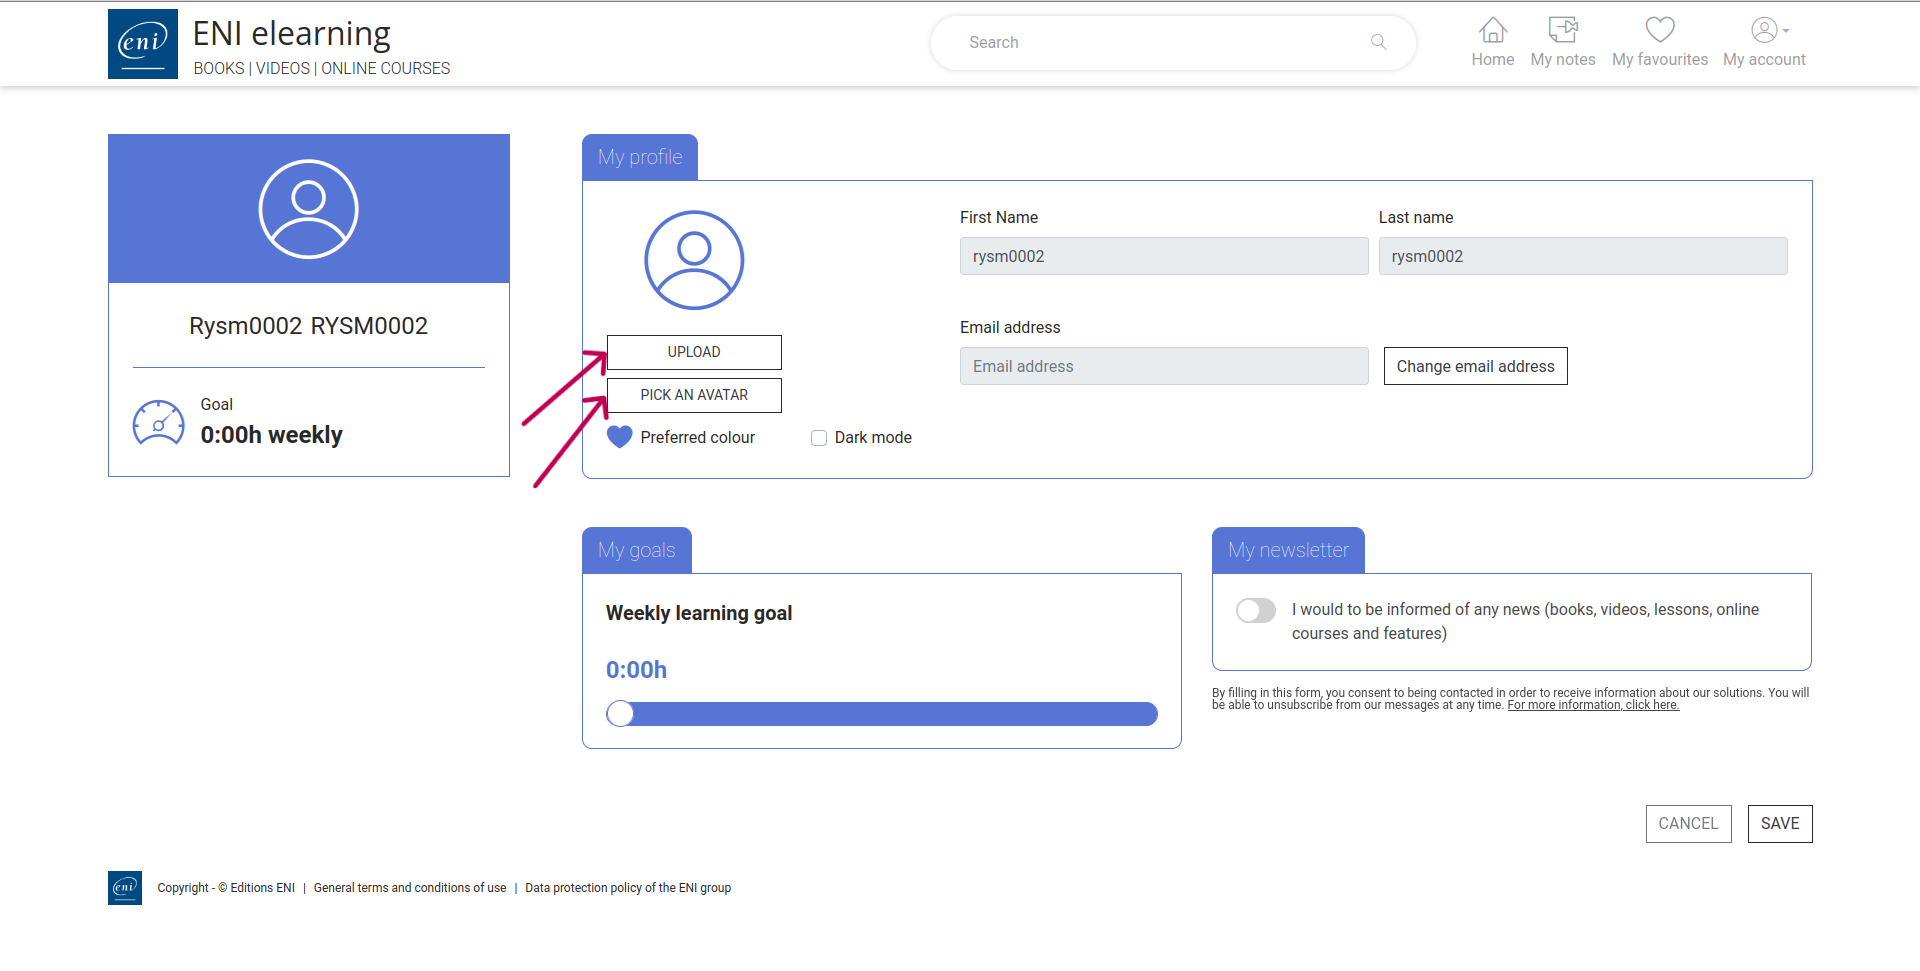 eni
ENI elearning
BOOKS | VIDEOS | ONLINE COURSES
Search
Home
My notes
My favourites
My account
Rysm0002 RYSM0002
Goal
0:00h weekly
My profile
UPLOAD
PICK AN AVATAR
Preferred colour
Dark mode
First Name
Last name
rysm0002
rysm0002
Email address
Email address
Change email address
My goals
Weekly learning goal
0:00h
My newsletter
I would to be informed of any news (books, videos, lessons, online
courses and features)
By filling in this form, you consent to being contacted in order to receive information about our solutions. You will
be able to unsubscribe from our messages at any time. For more information, click here.
CANCEL
SAVE
eni
Copyright - © Editions ENI | General terms and conditions of use | Data protection policy of the ENI group